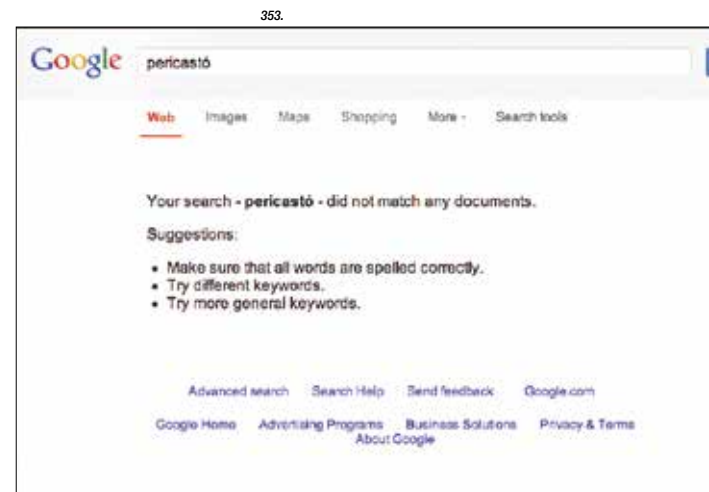 353.
Google pericastó
Web Images Maps Shopping More - Search tools
Your search - pericastó - did not match any documents.
Suggestions:
• Make sure that all words are spelled correctly.
• Try different keywords.
• Try more general keywords.
Advanced search Search Help Send feedback Google.com
Google Home Advertising Programs Business Solutions Privacy & Terms
About Google